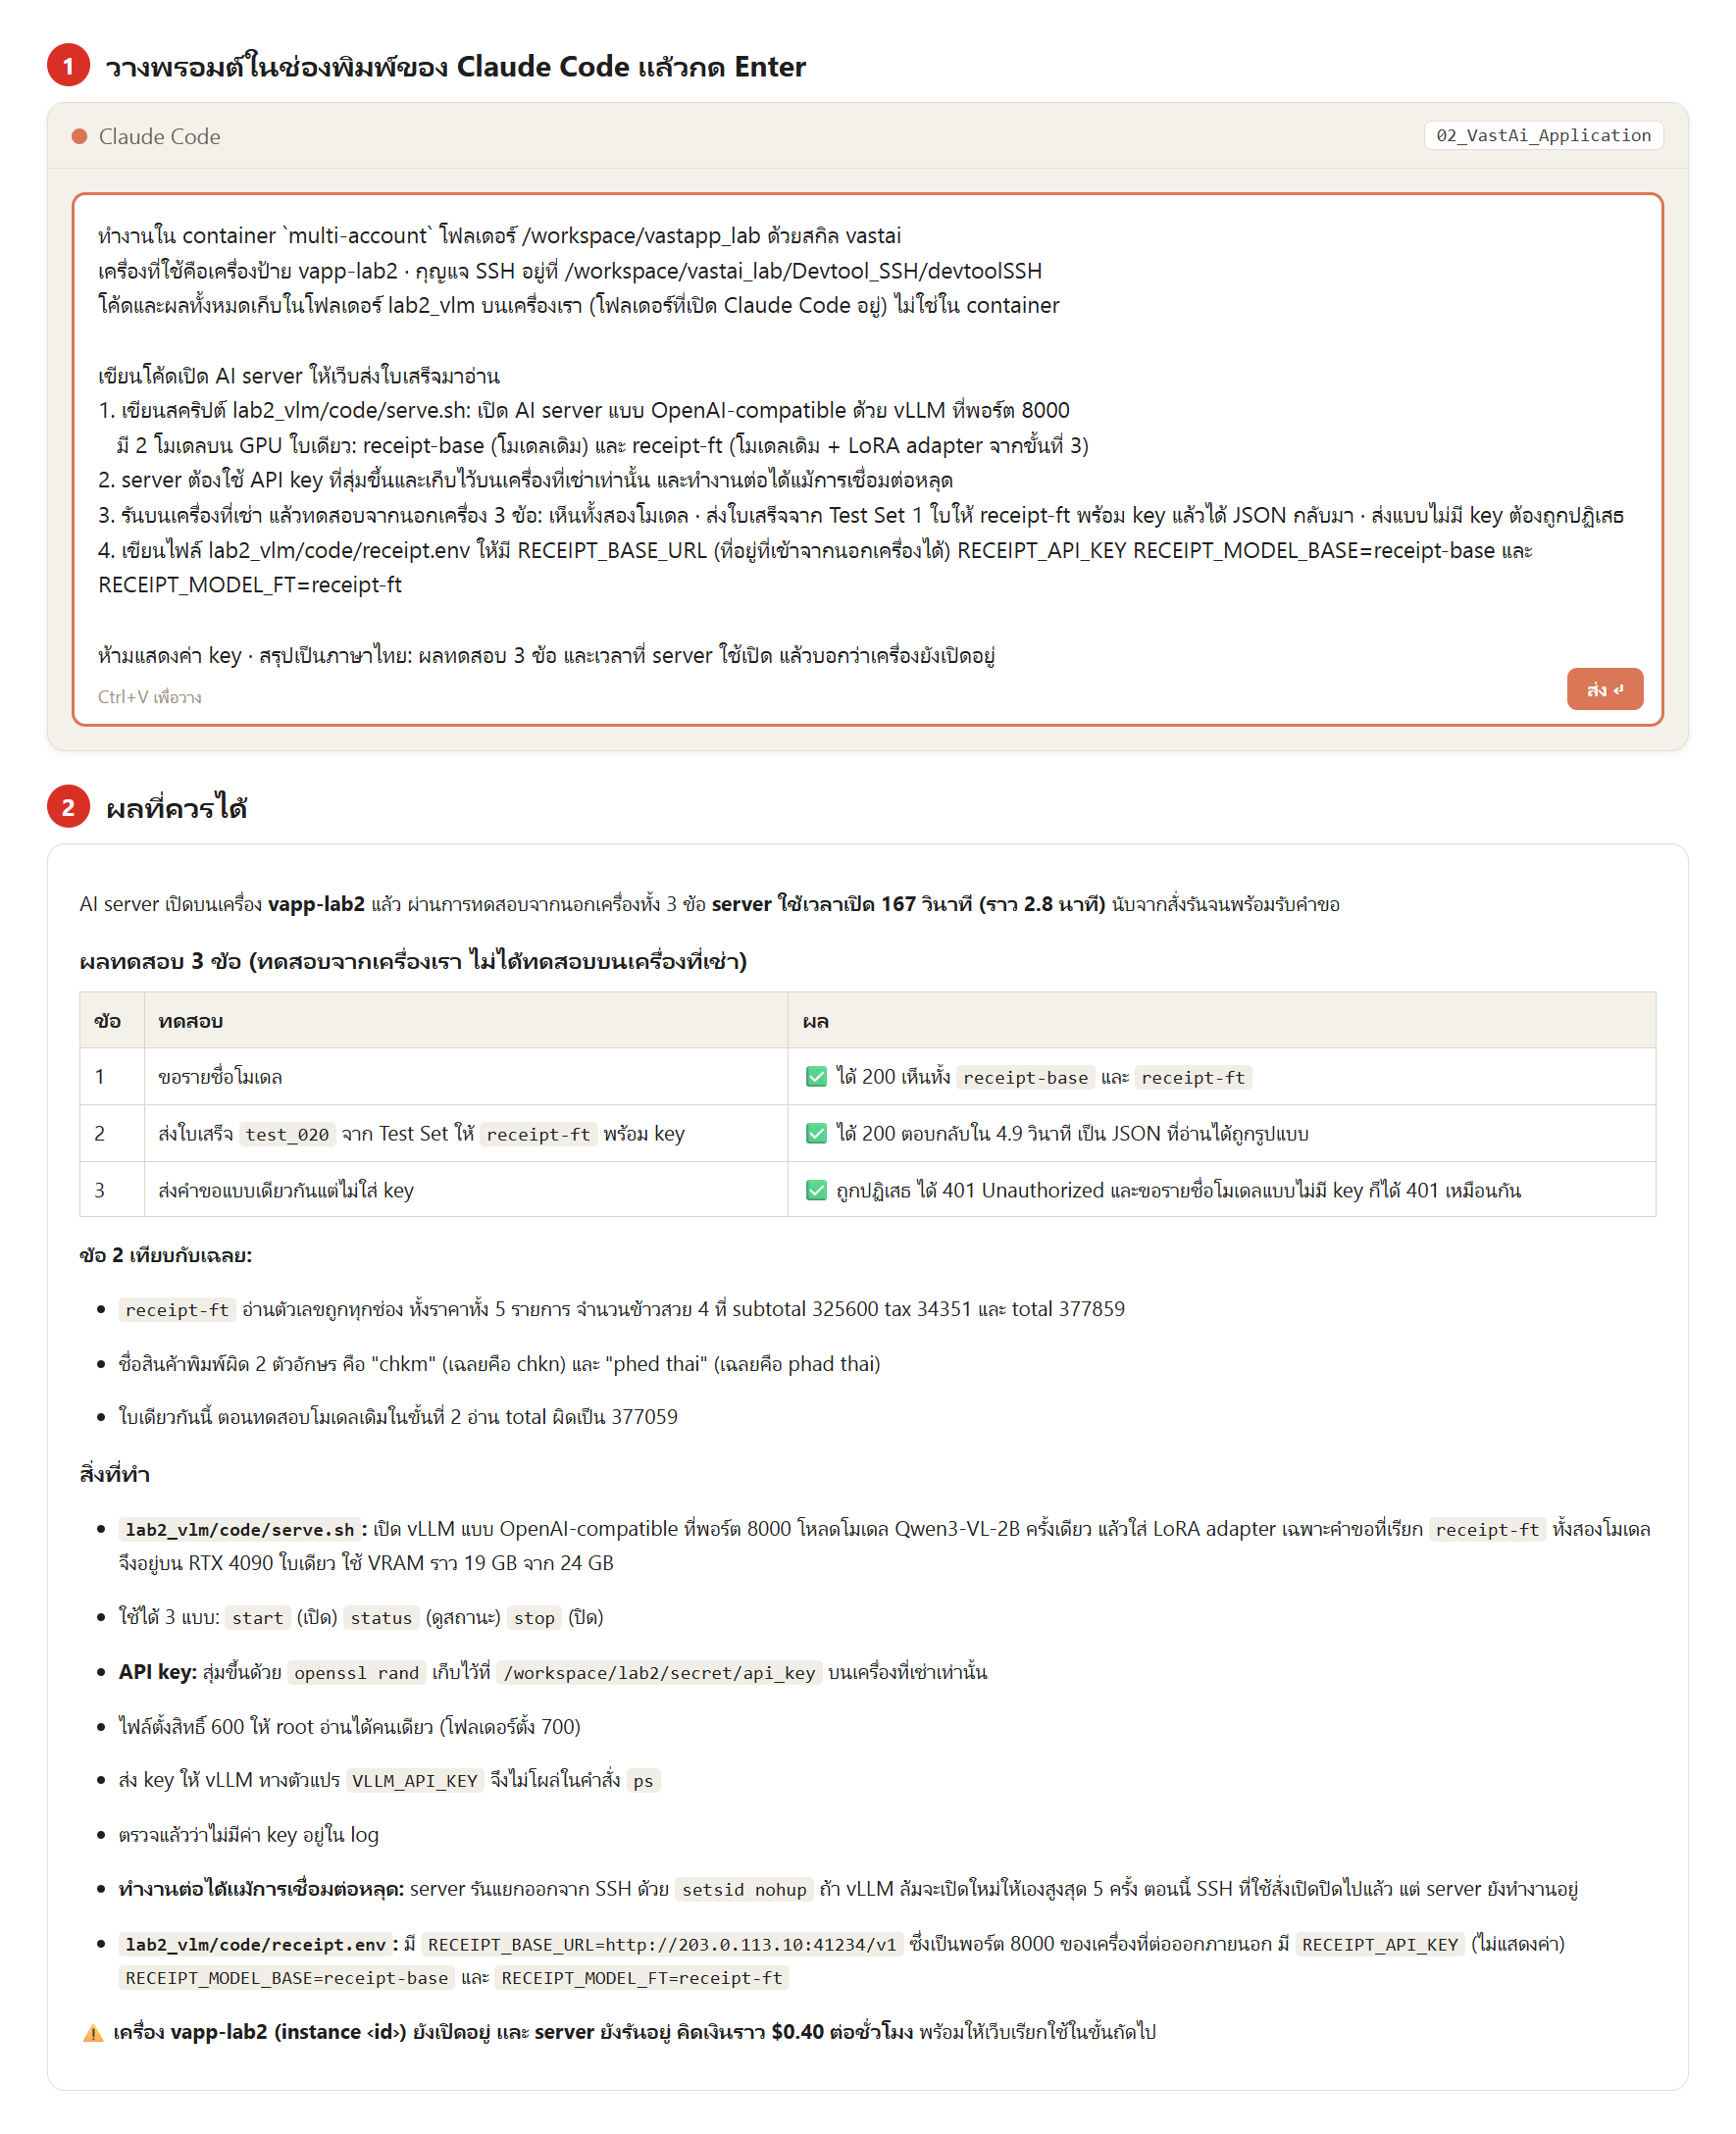 1 วางพรอมต์ในช่องพิมพ์ของ Claude Code แล้วกด Enter
Claude Code
02_VastAi_Application
ทำงานใน container `multi-account` โฟลเดอร์ /workspace/vastapp_lab ด้วยสกิล vastai
เครื่องที่ใช้คือเครื่องป้าย vapp-lab2 · กุญแจ SSH อยู่ที่ /workspace/vastai_lab/Devtool_SSH/devtoolSSH
โค้ดและผลทั้งหมดเก็บในโฟลเดอร์ lab2_vlm บนเครื่องเรา (โฟลเดอร์ที่เปิด Claude Code อยู่) ไม่ใช่ใน container
เขียนโค้ดเปิด AI server ให้เว็บส่งใบเสร็จมาอ่าน
1. เขียนสคริปต์ lab2_vlm/code/serve.sh: เปิด AI server แบบ OpenAI-compatible ด้วย vLLM ที่พอร์ต 8000
มี 2 โมเดลบน GPU ใบเดียว: receipt-base (โมเดลเดิม) และ receipt-ft (โมเดลเดิม + LoRA adapter จากขั้นที่ 3)
2. server ต้องใช้ API key ที่สุ่มขึ้นและเก็บไว้บนเครื่องที่เช่าเท่านั้น และทำงานต่อได้แม้การเชื่อมต่อหลุด
3. รันบนเครื่องที่เช่า แล้วทดสอบจากนอกเครื่อง 3 ข้อ: เห็นทั้งสองโมเดล · ส่งใบเสร็จจาก Test Set 1 ใบให้ receipt-ft พร้อม key แล้วได้ JSON กลับมา · ส่งแบบไม่มี key ต้องถูกปฏิเสธ
4. เขียนไฟล์ lab2_vlm/code/receipt.env ให้มี RECEIPT_BASE_URL (ที่อยู่ที่เข้าจากนอกเครื่องได้) RECEIPT_API_KEY RECEIPT_MODEL_BASE=receipt-base และ
RECEIPT_MODEL_FT=receipt-ft
ห้ามแสดงค่า key · สรุปเป็นภาษาไทย: ผลทดสอบ 3 ข้อ และเวลาที่ server ใช้เปิด แล้วบอกว่าเครื่องยังเปิดอยู่
Ctrl+V เพื่อวาง
ส่ง ↵
2 ผลที่ควรได้
AI server เปิดบนเครื่อง vapp-lab2 แล้ว ผ่านการทดสอบจากนอกเครื่องทั้ง 3 ข้อ server ใช้เวลาเปิด 167 วินาที (ราว 2.8 นาที) นับจากสั่งรันจนพร้อมรับคำขอ
ผลทดสอบ 3 ข้อ (ทดสอบจากเครื่องเรา ไม่ได้ทดสอบบนเครื่องที่เช่า)
ข้อ ทดสอบ ผล
1 ขอรายชื่อโมเดล ✅ ได้ 200 เห็นทั้ง receipt-base และ receipt-ft
2 ส่งใบเสร็จ test_020 จาก Test Set ให้ receipt-ft พร้อม key ✅ ได้ 200 ตอบกลับใน 4.9 วินาที เป็น JSON ที่อ่านได้ถูกรูปแบบ
3 ส่งคำขอแบบเดียวกันแต่ไม่ใส่ key ✅ ถูกปฏิเสธ ได้ 401 Unauthorized และขอรายชื่อโมเดลแบบไม่มี key ก็ได้ 401 เหมือนกัน
ข้อ 2 เทียบกับเฉลย:
• receipt-ft อ่านตัวเลขถูกทุกช่อง ทั้งราคาทั้ง 5 รายการ จำนวนข้าวสวย 4 ที่ subtotal 325600 tax 34351 และ total 377859
• ชื่อสินค้าพิมพ์ผิด 2 ตัวอักษร คือ "chkm" (เฉลยคือ chkn) และ "phed thai" (เฉลยคือ phad thai)
• ใบเดียวกันนี้ ตอนทดสอบโมเดลเดิมในขั้นที่ 2 อ่าน total ผิดเป็น 377059
สิ่งที่ทำ
• lab2_vlm/code/serve.sh: เปิด vLLM แบบ OpenAI-compatible ที่พอร์ต 8000 โหลดโมเดล Qwen3-VL-2B ครั้งเดียว แล้วใส่ LoRA adapter เฉพาะคำขอที่เรียก receipt-ft ทั้งสองโมเดล
จึงอยู่บน RTX 4090 ใบเดียว ใช้ VRAM ราว 19 GB จาก 24 GB
• ใช้ได้ 3 แบบ: start (เปิด) status (ดูสถานะ) stop (ปิด)
• API key: สุ่มขึ้นด้วย openssl rand เก็บไว้ที่ /workspace/lab2/secret/api_key บนเครื่องที่เช่าเท่านั้น
• ไฟล์ตั้งสิทธิ์ 600 ให้ root อ่านได้คนเดียว (โฟลเดอร์ตั้ง 700)
• ส่ง key ให้ vLLM ทางตัวแปร VLLM_API_KEY จึงไม่โผล่ในคำสั่ง ps
• ตรวจแล้วว่าไม่มีค่า key อยู่ใน log
• ทำงานต่อได้แม้การเชื่อมต่อหลุด: server รันแยกออกจาก SSH ด้วย setsid nohup ถ้า vLLM ล้มจะเปิดใหม่ให้เองสูงสุด 5 ครั้ง ตอนนี้ SSH ที่ใช้สั่งเปิดปิดไปแล้ว แต่ server ยังทำงานอยู่
• lab2_vlm/code/receipt.env: มี RECEIPT_BASE_URL=http://203.0.113.10:41234/v1 ซึ่งเป็นพอร์ต 8000 ของเครื่องที่ต่อออกภายนอก มี RECEIPT_API_KEY (ไม่แสดงค่า)
RECEIPT_MODEL_BASE=receipt-base และ RECEIPT_MODEL_FT=receipt-ft
⚠️ เครื่อง vapp-lab2 (instance ‹id›) ยังเปิดอยู่ และ server ยังรันอยู่ คิดเงินราว $0.40 ต่อชั่วโมง พร้อมให้เว็บเรียกใช้ในขั้นถัดไป